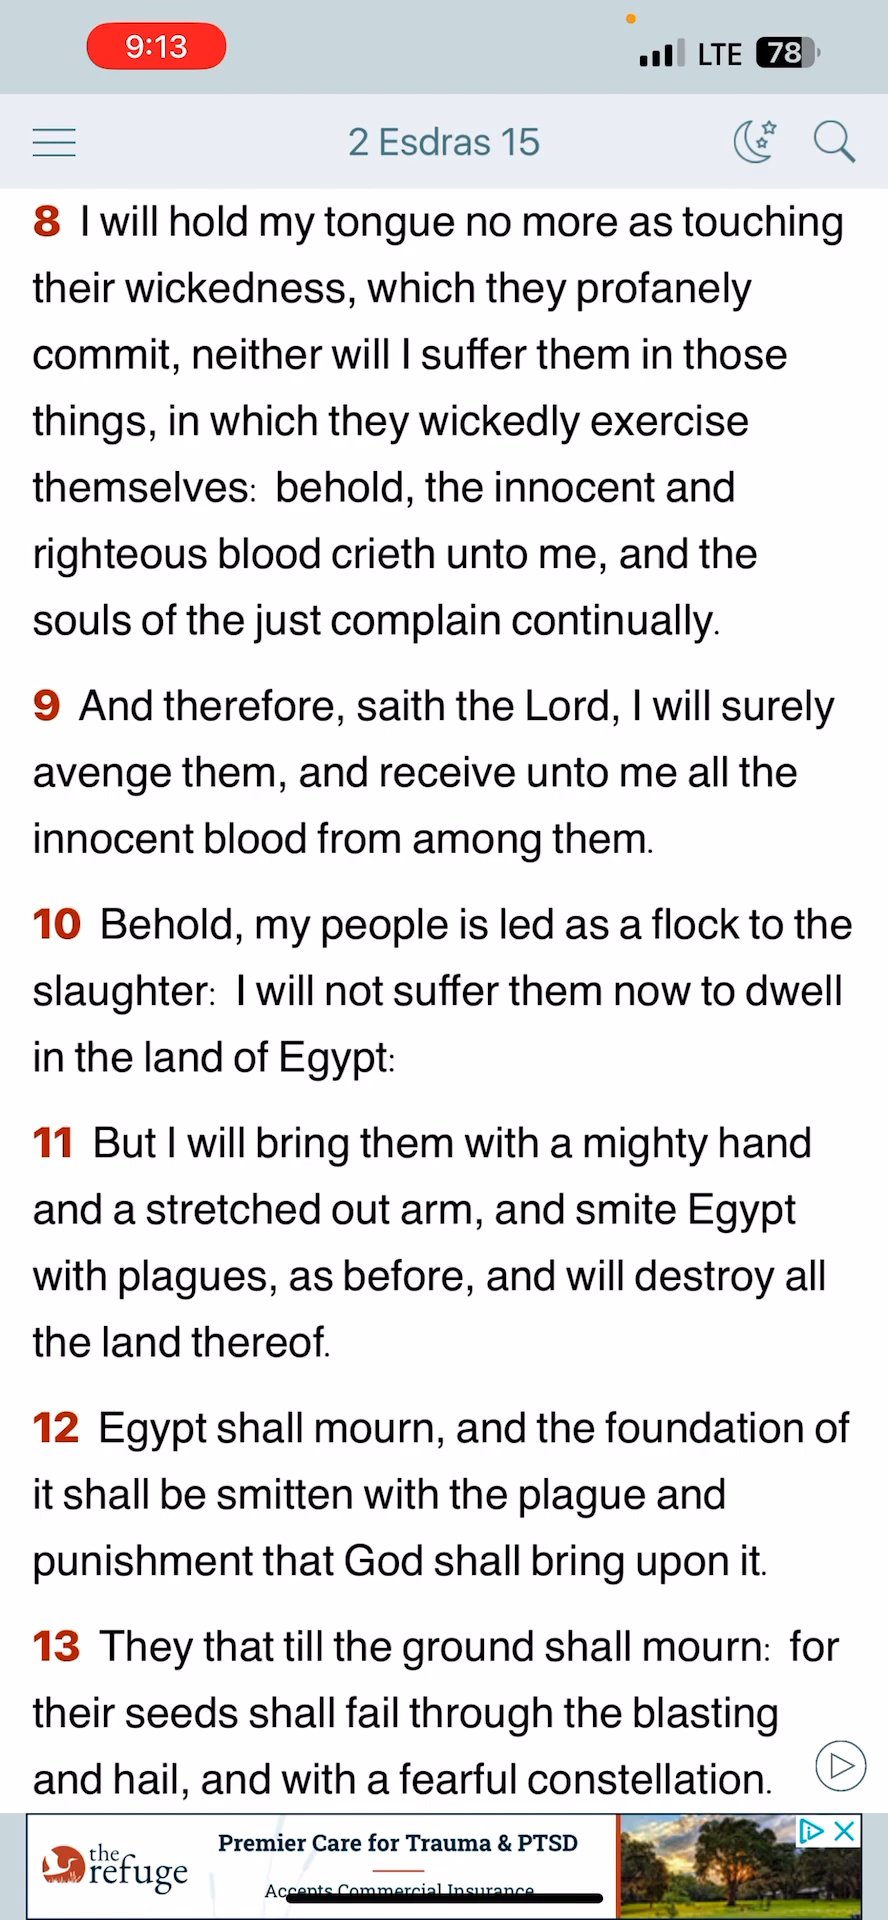 9:13
LTE 78
2 Esdras 15
8 I will hold my tongue no more as touching
their wickedness, which they profanely
commit, neither will I suffer them in those
things, in which they wickedly exercise
themselves: behold, the innocent and
righteous blood crieth unto me, and the
souls of the just complain continually.
9 And therefore, saith the Lord, I will surely
avenge them, and receive unto me all the
innocent blood from among them.
10 Behold, my people is led as a flock to the
slaughter: I will not suffer them now to dwell
in the land of Egypt:
11 But I will bring them with a mighty hand
and a stretched out arm, and smite Egypt
with plagues, as before, and will destroy all
the land thereof.
12 Egypt shall mourn, and the foundation of
it shall be smitten with the plague and
punishment that God shall bring upon it.
13 They that till the ground shall mourn: for
their seeds shall fail through the blasting
and hail, and with a fearful constellation.
the
refuge
Premier Care for Trauma & PTSD
Accepts Commercial Insurance